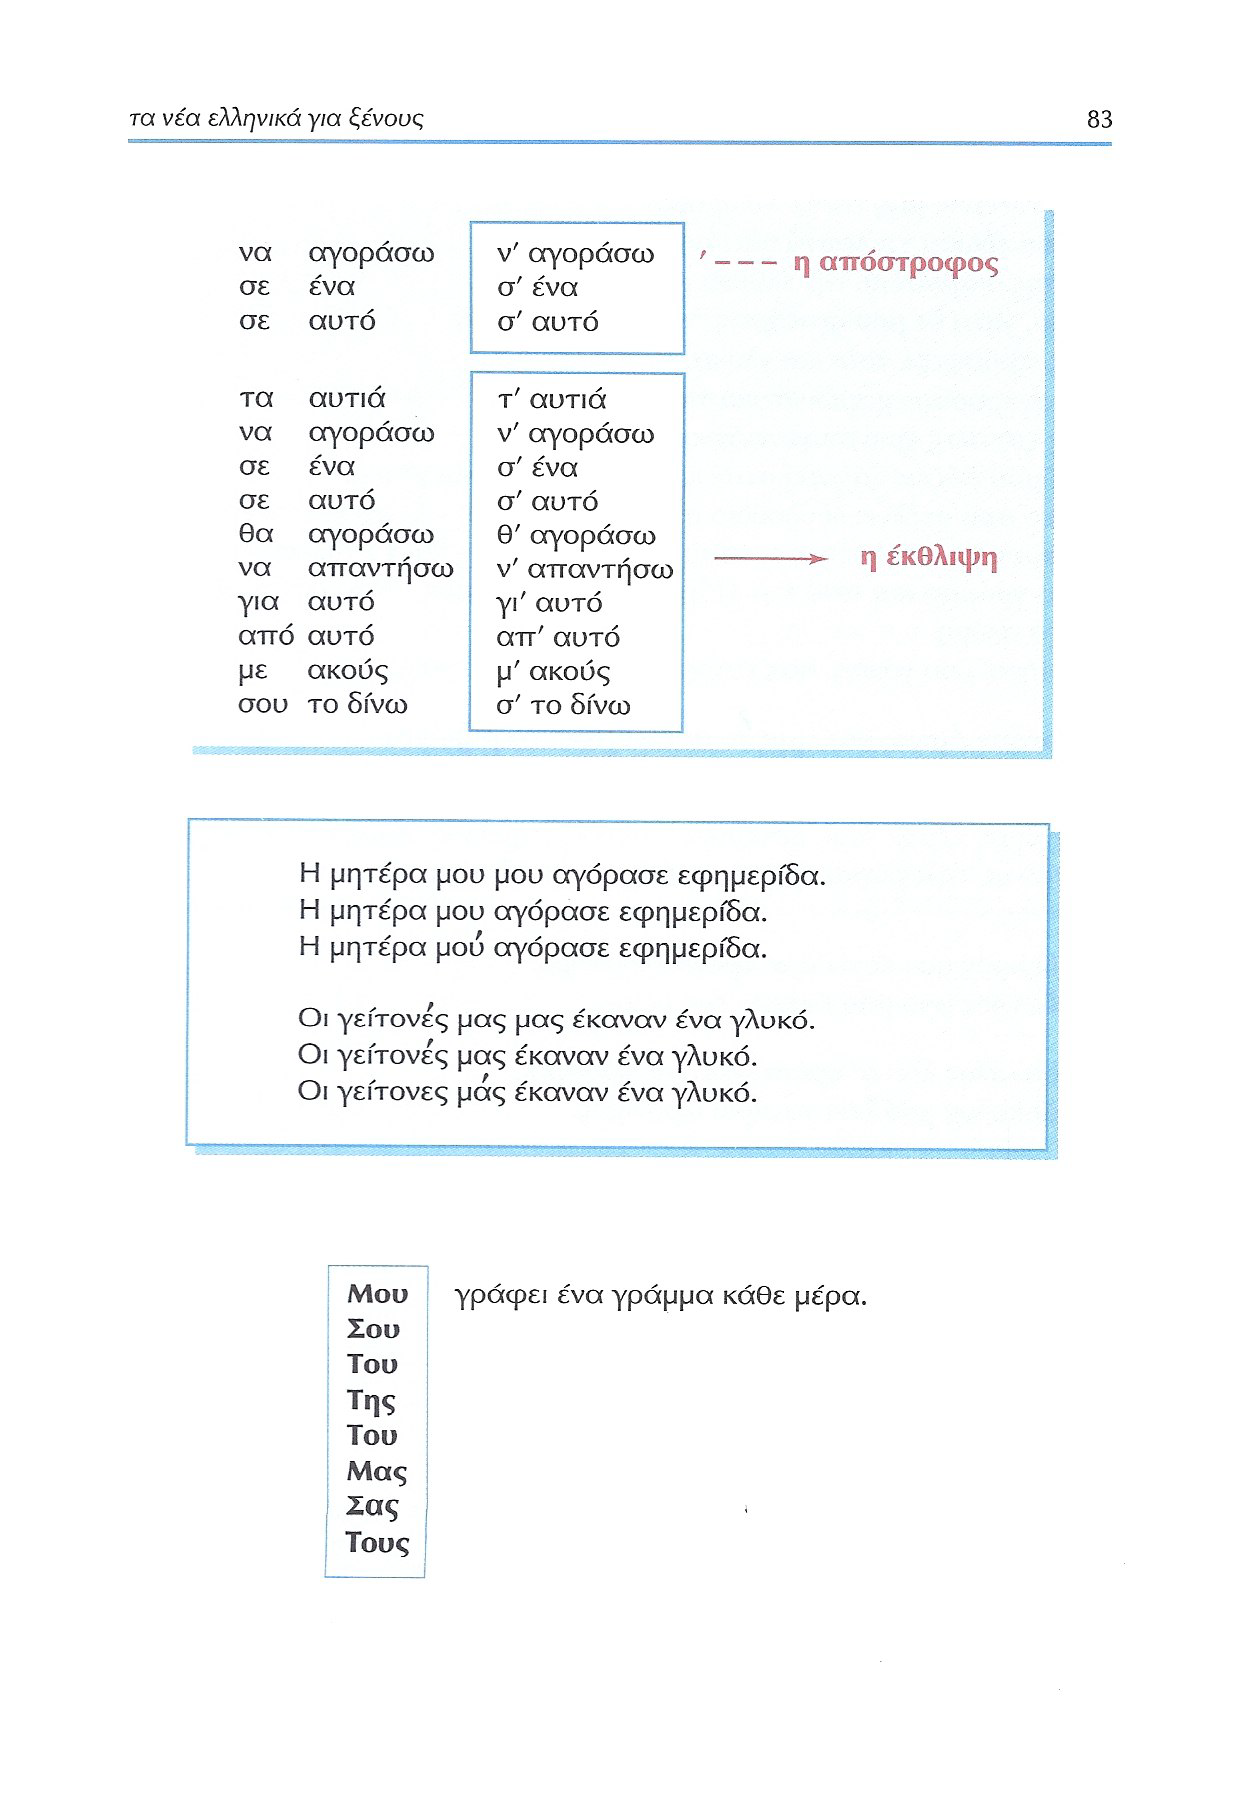 τα νέα ελληνικά για ξένους 83
να αγοράσω ν' αγοράσω ' - - - η απόστροφος
σε ένα σ' ένα
σε αυτό σ' αυτό
τα αυτιά τ' αυτιά
να αγοράσω ν' αγοράσω
σε ένα σ' ένα
σε αυτό σ' αυτό
θα αγοράσω θ' αγοράσω
να απαντήσω ν' απαντήσω η έκθλιψη
για αυτό γι' αυτό
από αυτό απ' αυτό
με ακούς μ' ακούς
σου το δίνω σ' το δίνω
Η μητέρα μου μου αγόρασε εφημερίδα.
Η μητέρα μου αγόρασε εφημερίδα.
Η μητέρα μού αγόρασε εφημερίδα.
Οι γείτονές μας μας έκαναν ένα γλυκό.
Οι γείτονές μας έκαναν ένα γλυκό.
Οι γείτονες μάς έκαναν ένα γλυκό.
Μου γράφει ένα γράμμα κάθε μέρα.
Σου
Του
Της
Του
Μας
Σας
Τους